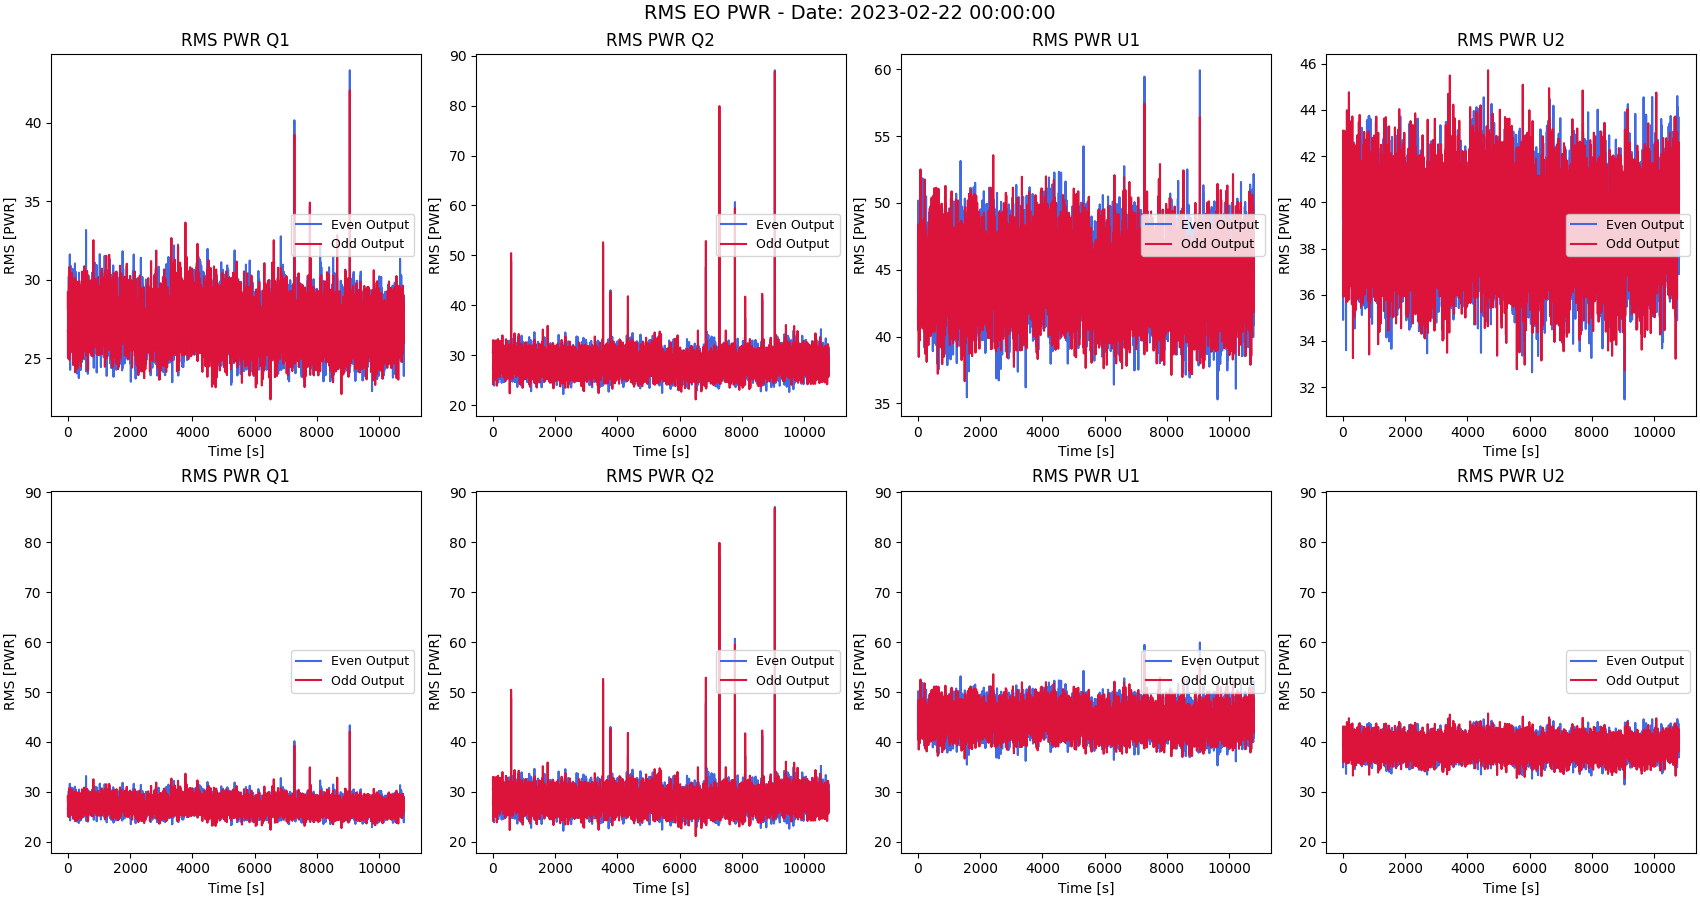 RMS EO PWR - Date: 2023-02-22 00:00:00
RMS PWR Q1
RMS [PWR]
40
35
30
25
Even Output
Odd Output
0 2000 4000 6000 8000 10000
Time [s]
RMS PWR Q2
RMS [PWR]
90
80
70
60
50
40
30
20
Even Output
Odd Output
0 2000 4000 6000 8000 10000
Time [s]
RMS PWR U1
RMS [PWR]
60
55
50
45
40
35
Even Output
Odd Output
0 2000 4000 6000 8000 10000
Time [s]
RMS PWR U2
RMS [PWR]
46
44
42
40
38
36
34
32
Even Output
Odd Output
0 2000 4000 6000 8000 10000
Time [s]
RMS PWR Q1
RMS [PWR]
90
80
70
60
50
40
30
20
Even Output
Odd Output
0 2000 4000 6000 8000 10000
Time [s]
RMS PWR Q2
RMS [PWR]
90
80
70
60
50
40
30
20
Even Output
Odd Output
0 2000 4000 6000 8000 10000
Time [s]
RMS PWR U1
RMS [PWR]
90
80
70
60
50
40
30
20
Even Output
Odd Output
0 2000 4000 6000 8000 10000
Time [s]
RMS PWR U2
RMS [PWR]
90
80
70
60
50
40
30
20
Even Output
Odd Output
0 2000 4000 6000 8000 10000
Time [s]